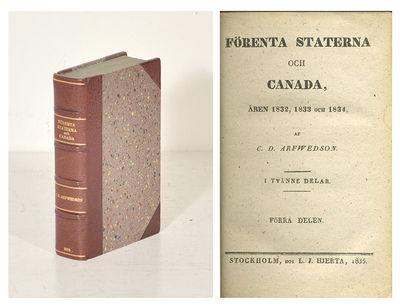 FÖRENTA
STATERNA
OCH
CANADA
C. D. ARFWEDSON
FÖRENTA STATERNA
OCH
CANADA,
ÅREN 1832, 1833 och 1834,
AF
C. D. ARFWEDSON.
I TVÄNNE DELAR.
FÖRRA DELEN.
STOCKHOLM, HOS L. J. HJERTA, 1835.